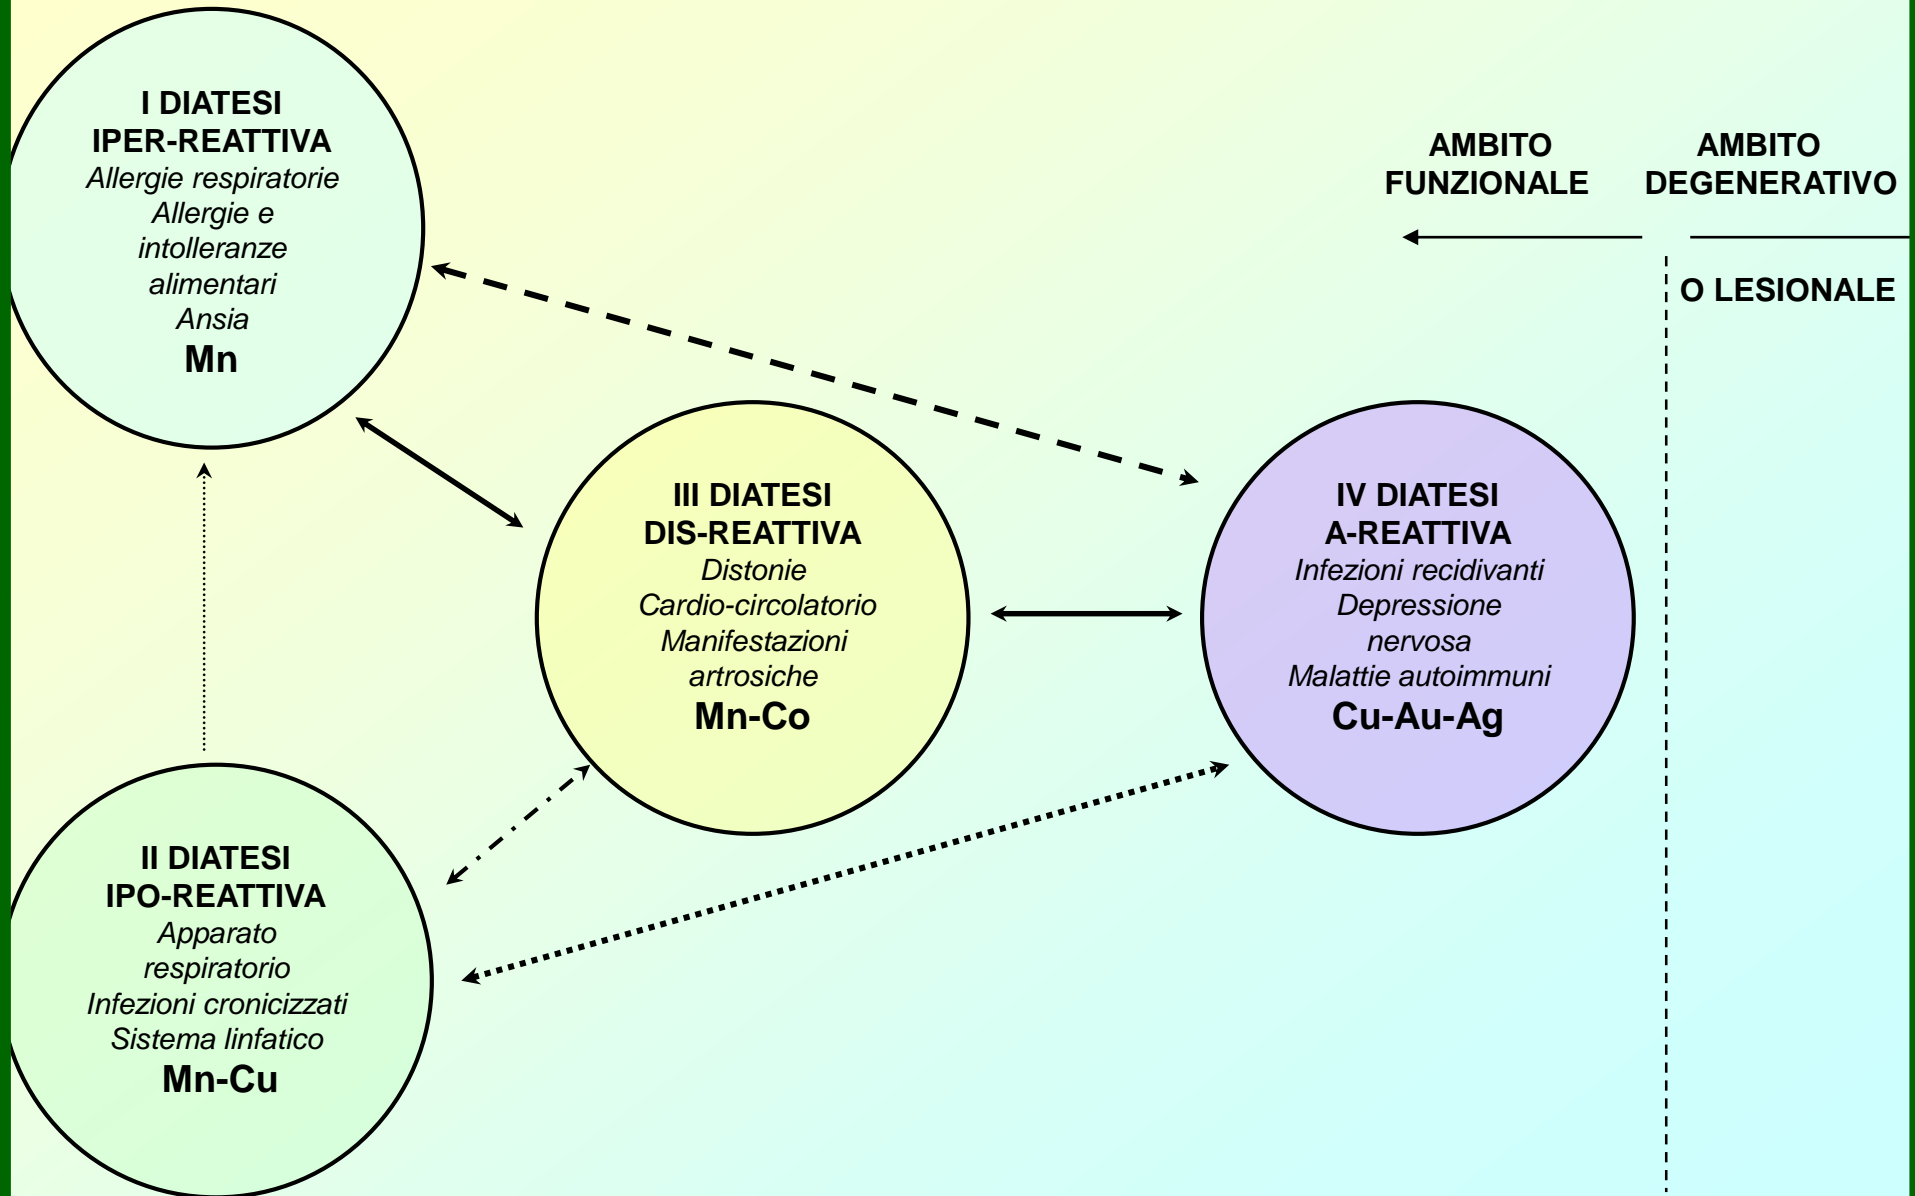 I DIATESI
IPER-REATTIVA
Allergie respiratorie
Allergie e
intolleranze
alimentari
Ansia
Mn
AMBITO
FUNZIONALE
AMBITO
DEGENERATIVO
O LESIONALE
III DIATESI
DIS-REATTIVA
Distonie
Cardio-circolatorio
Manifestazioni
artrosiche
Mn-Co
IV DIATESI
A-REATTIVA
Infezioni recidivanti
Depressione
nervosa
Malattie autoimmuni
Cu-Au-Ag
II DIATESI
IPO-REATTIVA
Apparato
respiratorio
Infezioni cronicizzati
Sistema linfatico
Mn-Cu